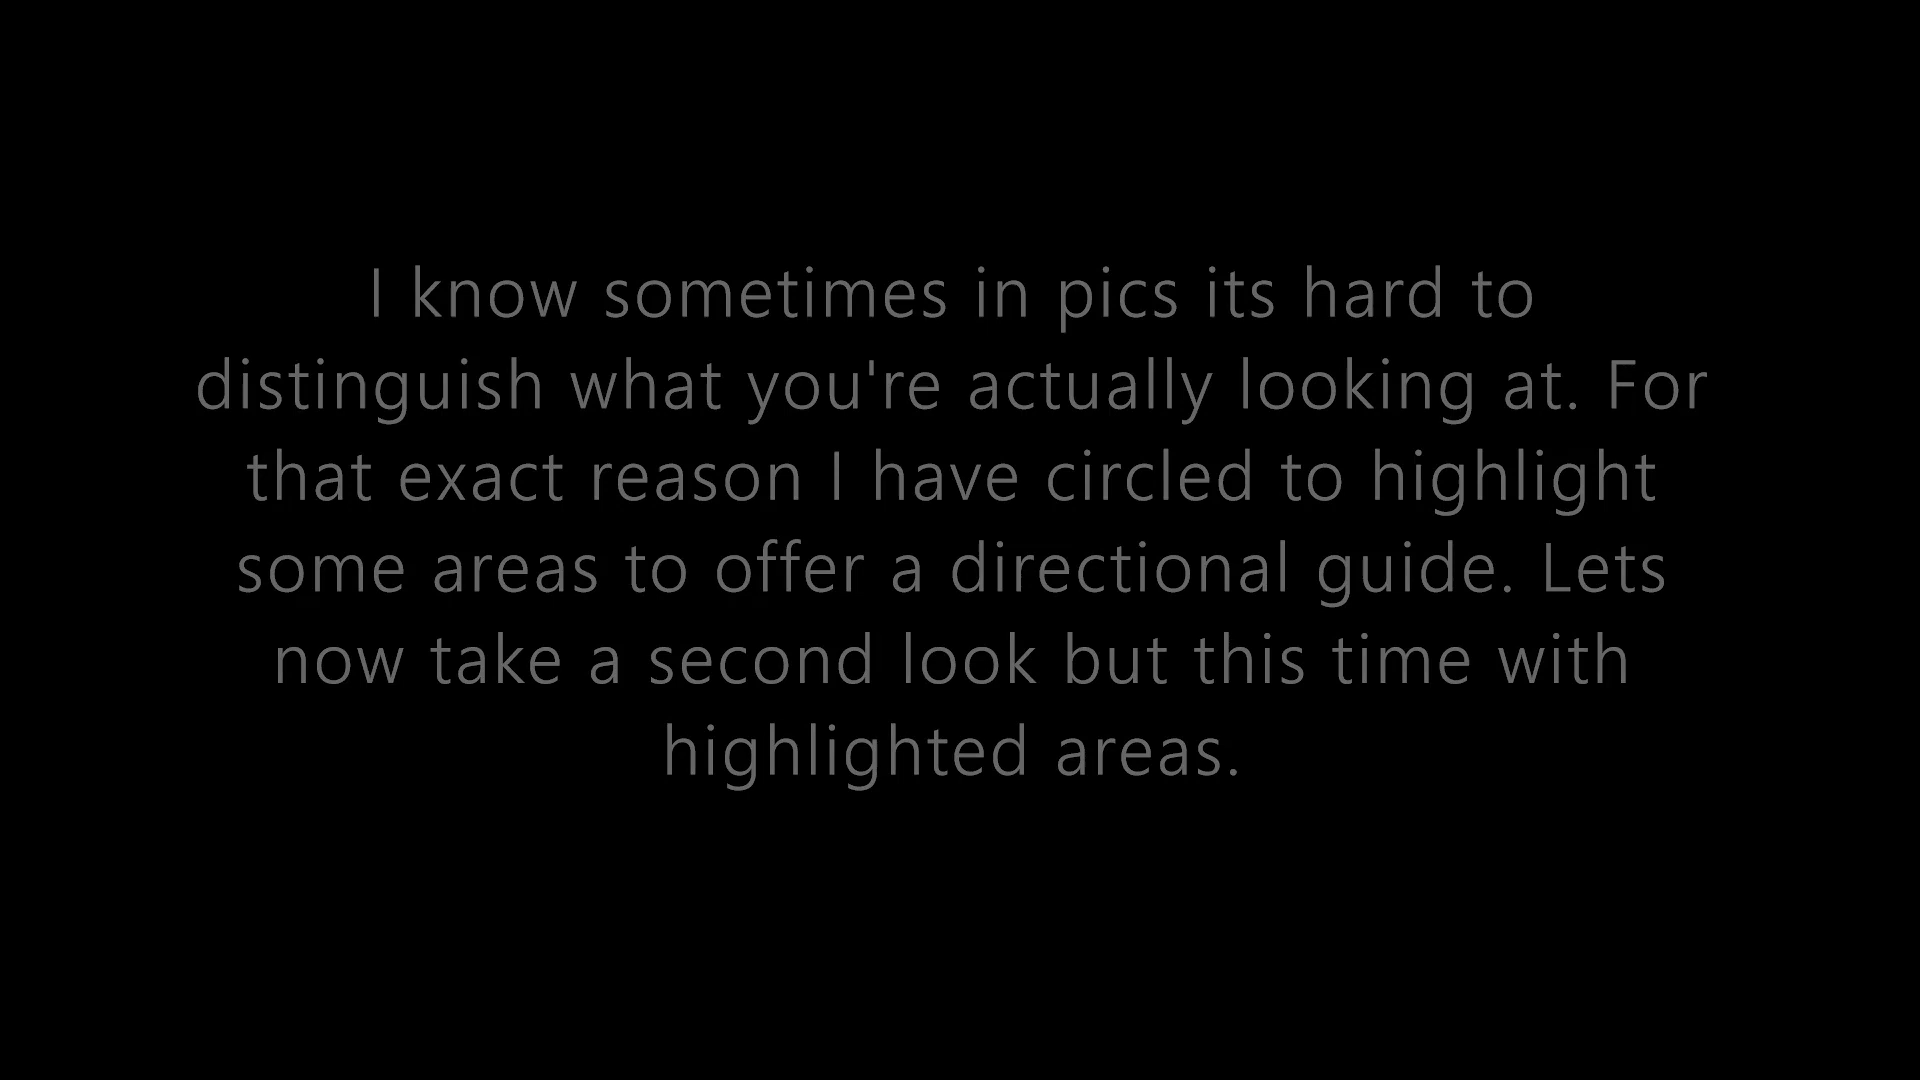 I know sometimes in pics its hard to
distinguish what you're actually looking at. For
that exact reason I have circled to highlight
some areas to offer a directional guide. Lets
now take a second look but this time with
highlighted areas.